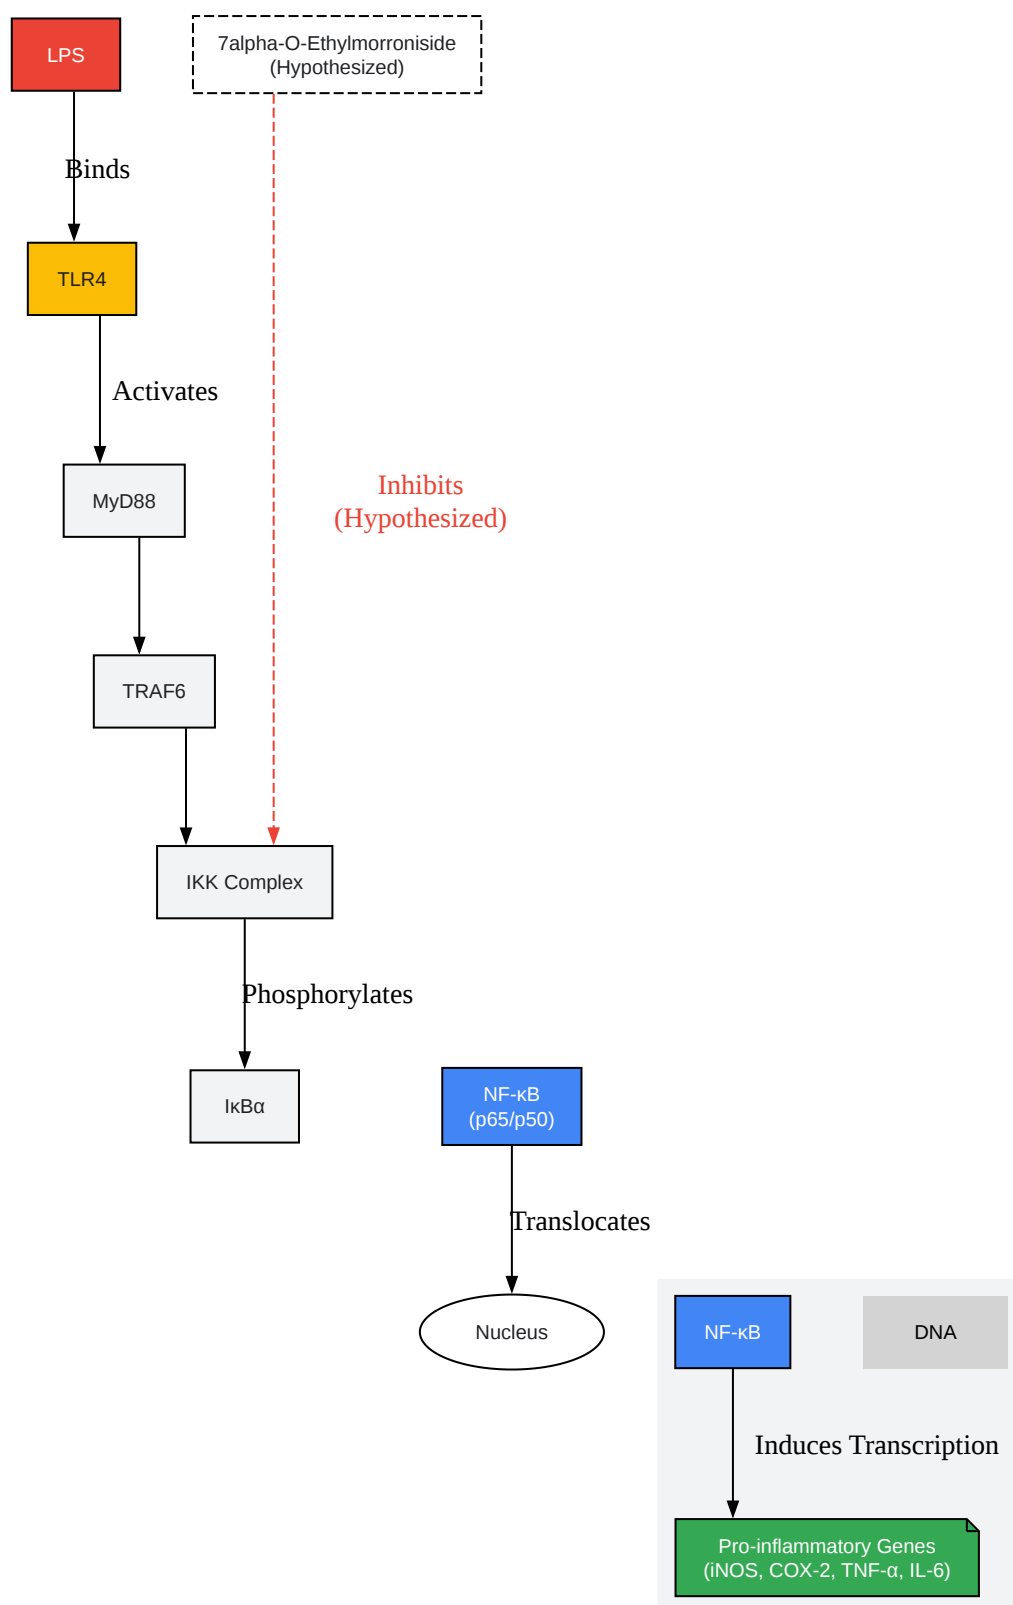 LPS
7alpha-O-Ethylmorroniside
(Hypothesized)
Binds
TLR4
Activates
MyD88
Inhibits
(Hypothesized)
TRAF6
IKK Complex
Phosphorylates
IκBα
NF-κB
(p65/p50)
Translocates
Nucleus
NF-κB
DNA
Induces Transcription
Pro-inflammatory Genes
(iNOS, COX-2, TNF-α, IL-6)